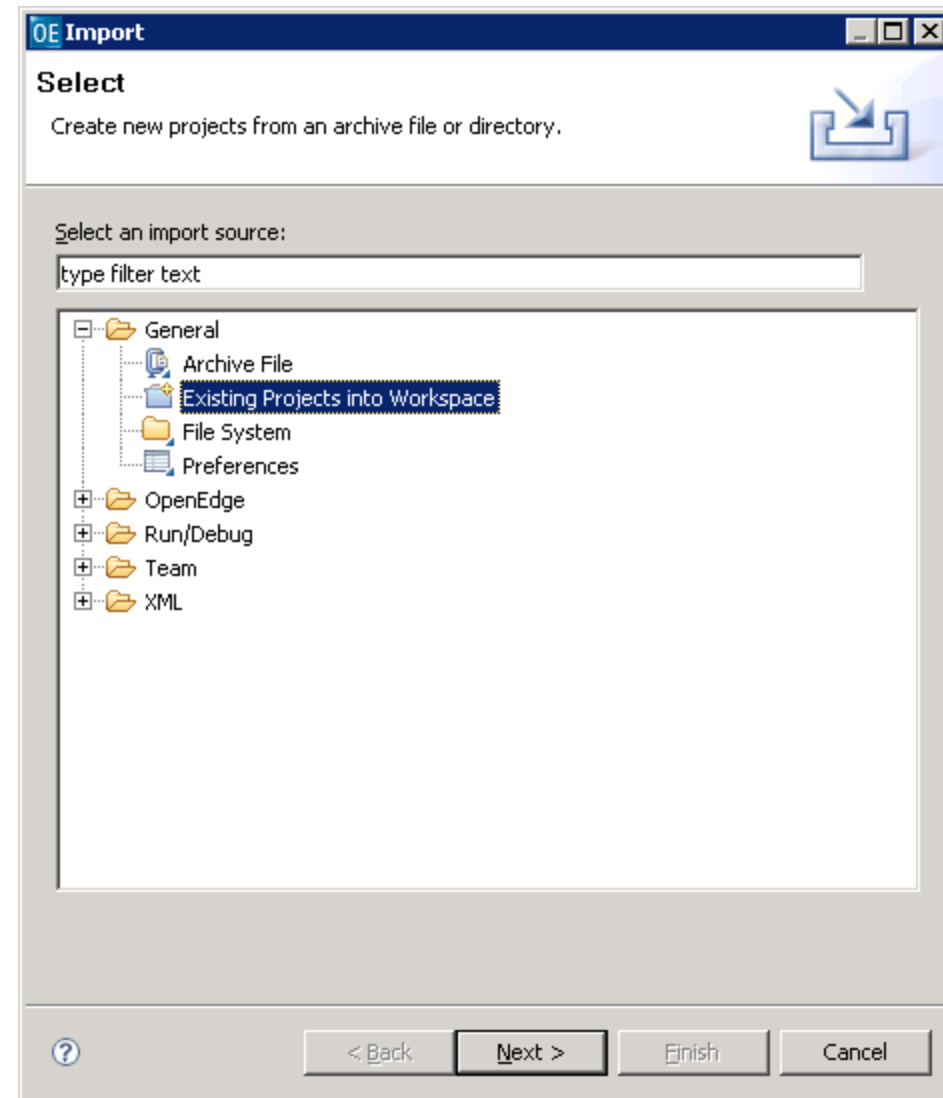 OE Import
Select
Create new projects from an archive file or directory.
Select an import source:
type filter text
General
Archive File
Existing Projects into Workspace
File System
Preferences
OpenEdge
Run/Debug
Team
XML
?
< Back Next > Finish Cancel